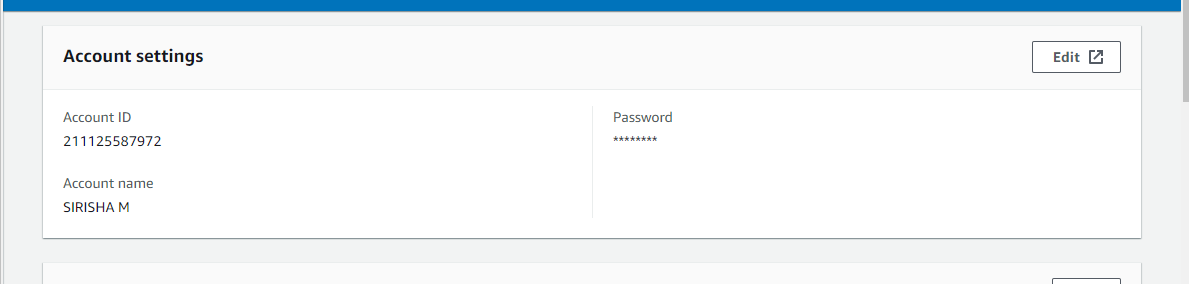 Account settings
Edit
Account ID
211125587972
Account name
SIRISHA M
Password
********